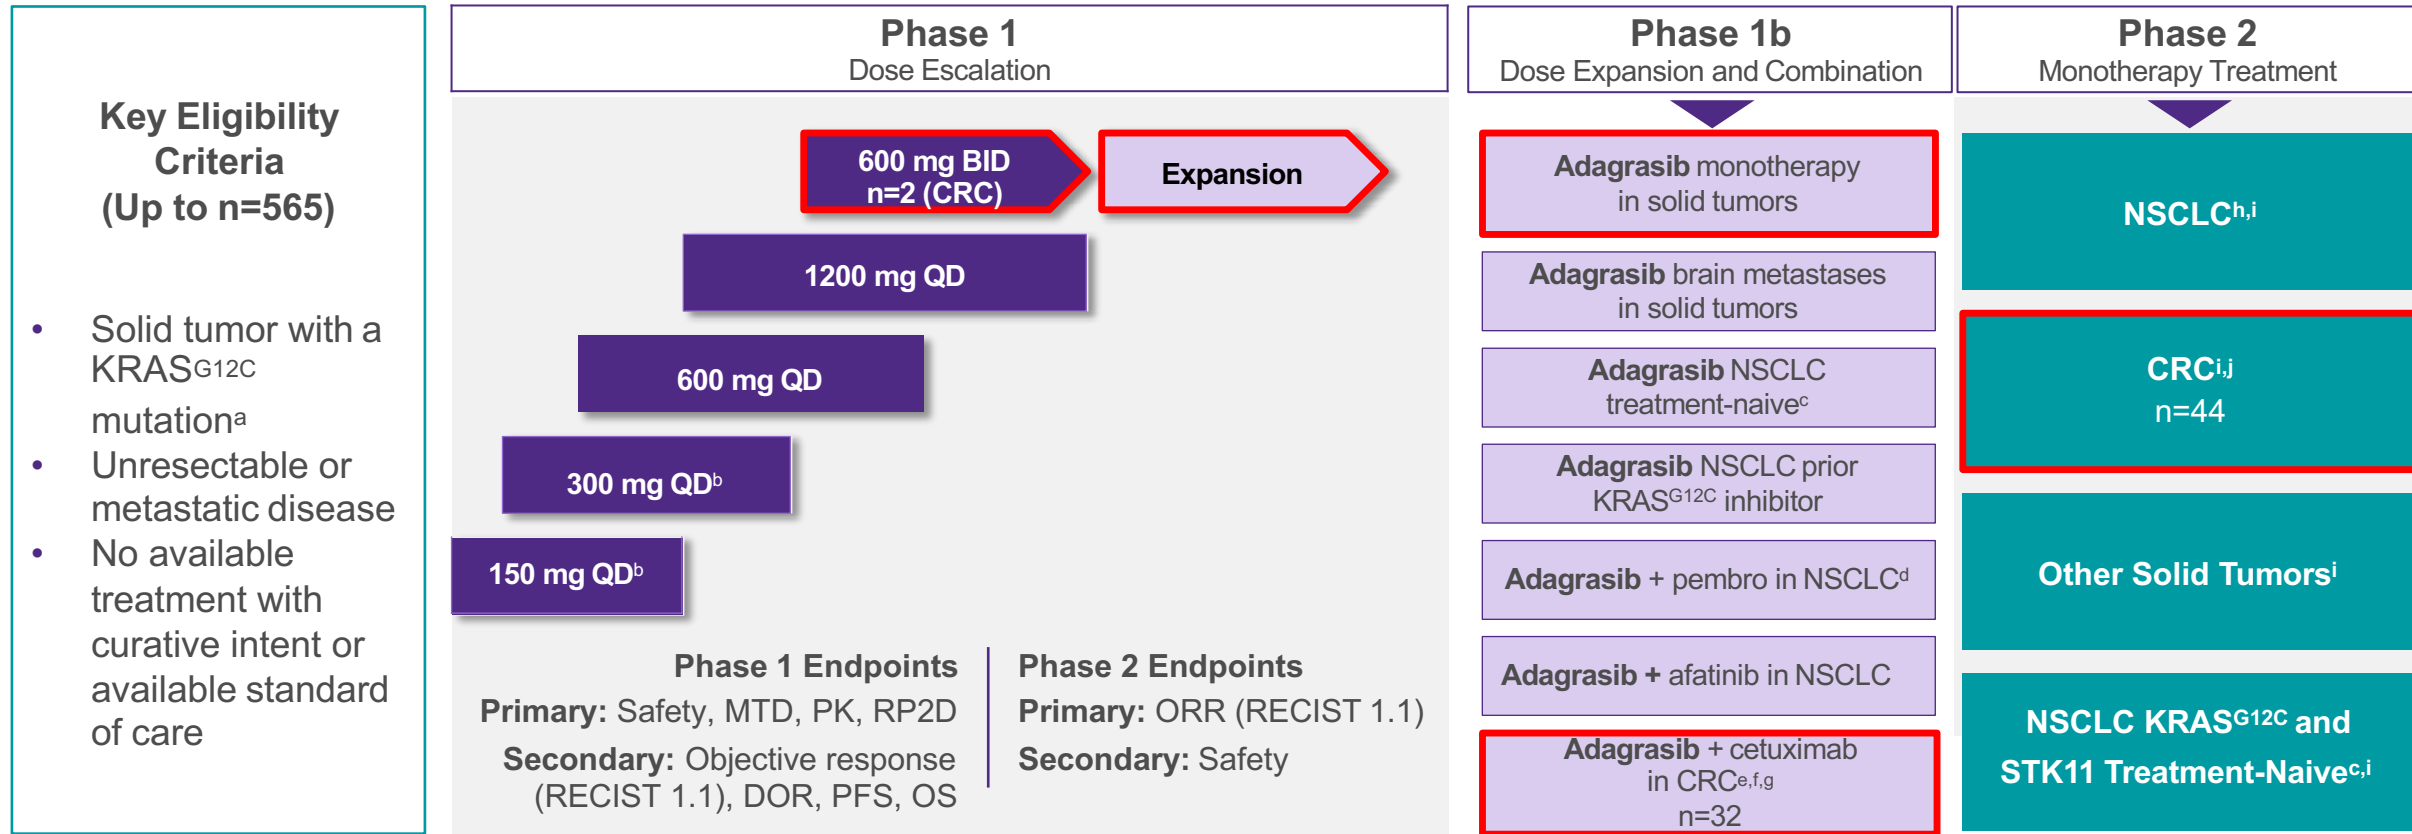 Key Eligibility
Criteria
(Up to n=565)
• Solid tumor with a
KRASG12C
mutationa
• Unresectable or
metastatic disease
• No available
treatment with
curative intent or
available standard
of care
Phase 1
Dose Escalation
600 mg BID
n=2 (CRC)
Expansion
1200 mg QD
600 mg QD
300 mg QDb
150 mg QDb
Phase 1 Endpoints
Primary: Safety, MTD, PK, RP2D
Secondary: Objective response
(RECIST 1.1), DOR, PFS, OS
Phase 2 Endpoints
Primary: ORR (RECIST 1.1)
Secondary: Safety
Phase 1b
Dose Expansion and Combination
Adagrasib monotherapy
in solid tumors
Adagrasib brain metastases
in solid tumors
Adagrasib NSCLC
treatment-naivec
Adagrasib NSCLC prior
KRASG12C inhibitor
Adagrasib + pembro in NSCLCd
Adagrasib + afatinib in NSCLC
Adagrasib + cetuximab
in CRCe,f,g
n=32
Phase 2
Monotherapy Treatment
NSCLCh,i
CRCi,j
n=44
Other Solid Tumorsi
NSCLC KRASG12C and
STK11 Treatment-Naivec,i